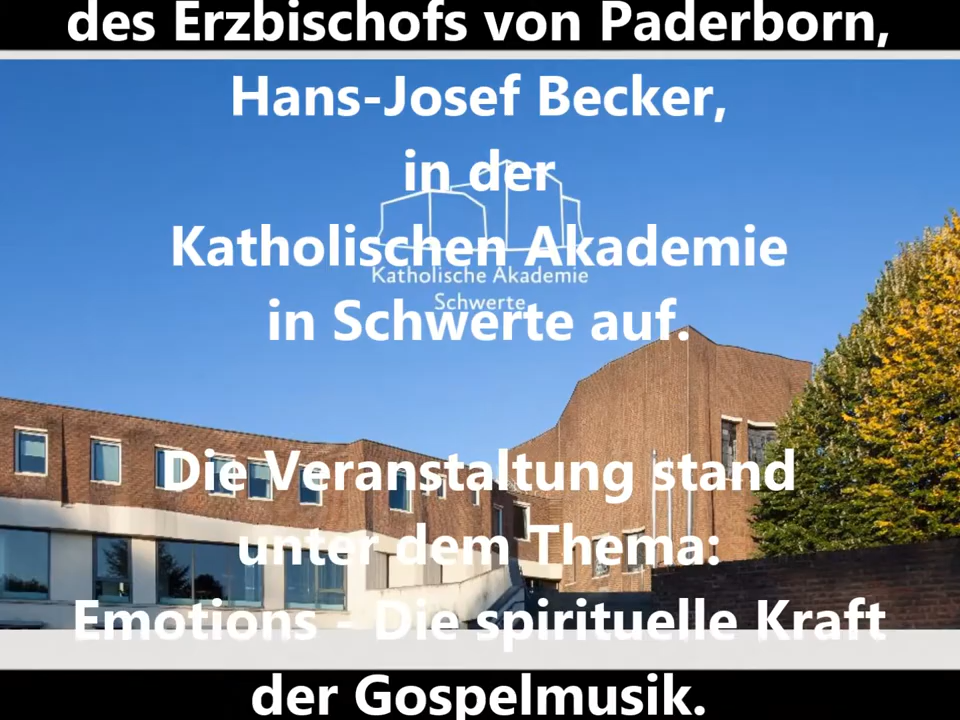 des Erzbischofs von Paderborn,
Hans-Josef Becker,
in der
Katholischen Akademie
Katholische Akademie
Schwerte
in Schwerte auf.
Die Veranstaltung stand
unter dem Thema:
Emotions - Die spirituelle Kraft
der Gospelmusik.